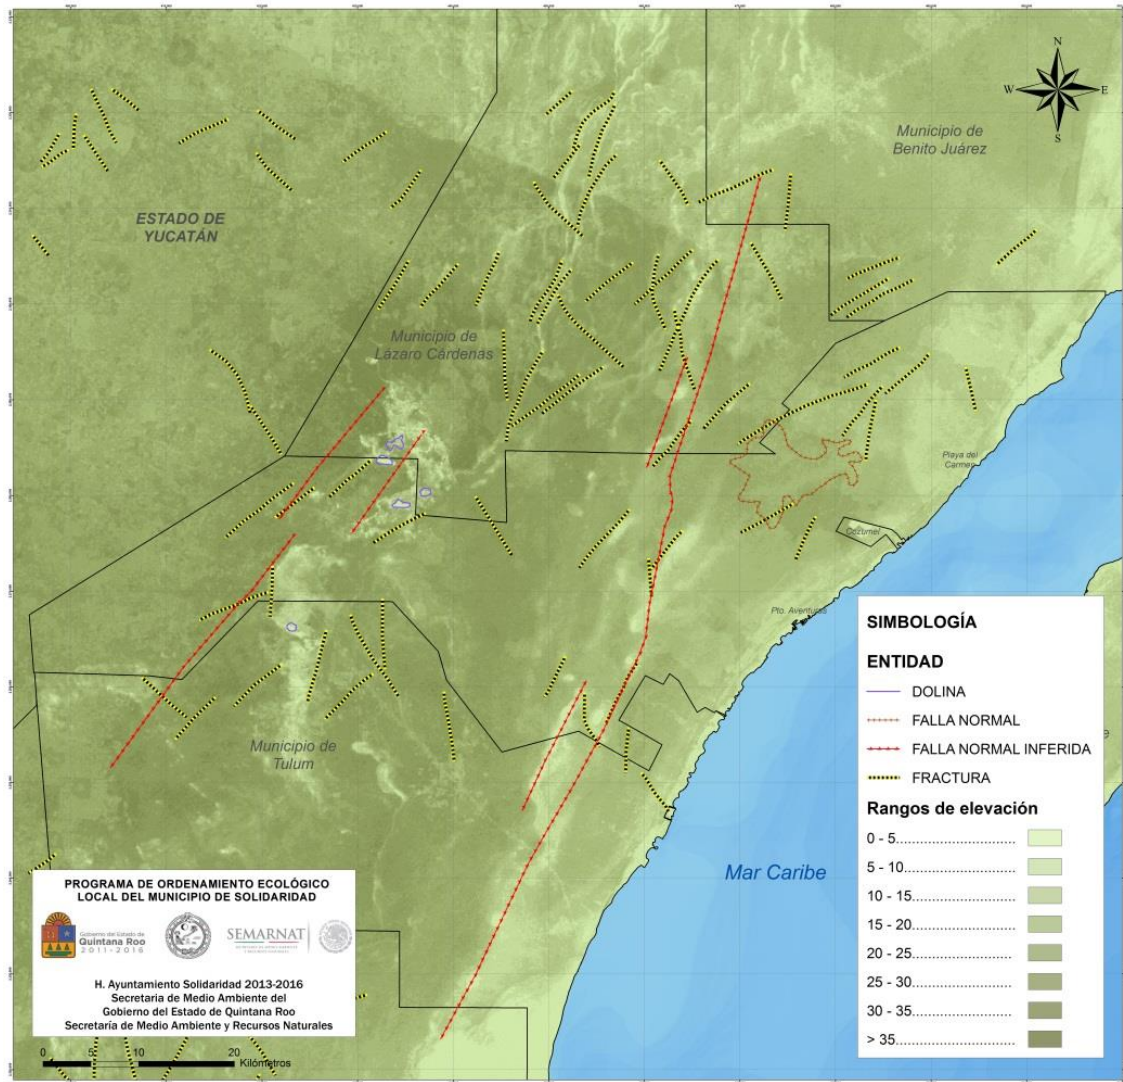 N
W
E
S
Municipio de
Benito Juárez
ESTADO DE
YUCATÁN
Municipio de
Lázaro Cárdenas
Playa del
Carmen
Cozumel
Pto. Aventuras
Municipio de
Tulum
Mar Caribe
SIMBOLOGÍA
ENTIDAD
DOLINA
FALLA NORMAL
FALLA NORMAL INFERIDA
FRACTURA
Rangos de elevación
0 - 5
5 - 10
10 - 15
15 - 20
20 - 25
25 - 30
30 - 35
> 35
PROGRAMA DE ORDENAMIENTO ECOLÓGICO
LOCAL DEL MUNICIPIO DE SOLIDARIDAD
Gobierno del Estado de
Quintana Roo
2011-2016
SEMARNAT
H. Ayuntamiento Solidaridad 2013-2016
Secretaria de Medio Ambiente del
Gobierno del Estado de Quintana Roo
Secretaría de Medio Ambiente y Recursos Naturales
0 5 10 20
Kilómetros